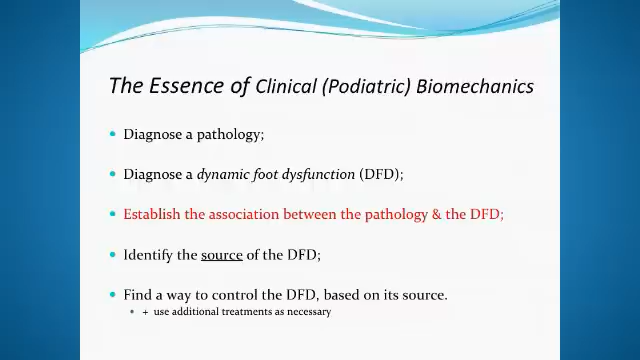 The Essence of Clinical (Podiatric) Biomechanics
Diagnose a pathology;
Diagnose a dynamic foot dysfunction (DFD);
Establish the association between the pathology & the DFD;
Identify the source of the DFD;
Find a way to control the DFD, based on its source.
+ use additional treatments as necessary